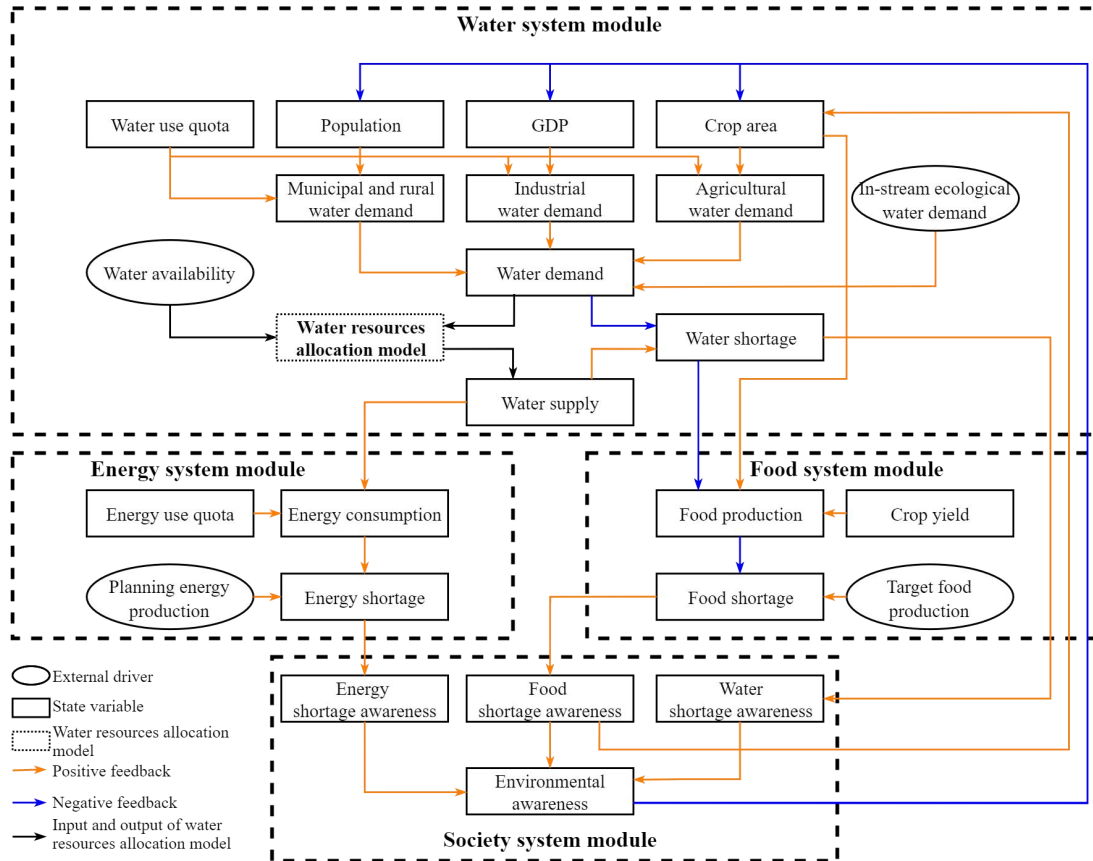 Water system module
Water use quota
Population
GDP
Crop area
Municipal and rural
water demand
Industrial
water demand
Agricultural
water demand
In-stream ecological
water demand
Water availability
Water demand
Water resources
allocation model
Water shortage
Water supply
Energy system module
Food system module
Energy use quota
Energy consumption
Food production
Crop yield
Planning energy
production
Energy shortage
Food shortage
Target food
production
External driver
State variable
Water resources allocation
model
Positive feedback
Negative feedback
Input and output of water
resources allocation model
Energy
shortage awareness
Food
shortage awareness
Water
shortage awareness
Environmental
awareness
Society system module